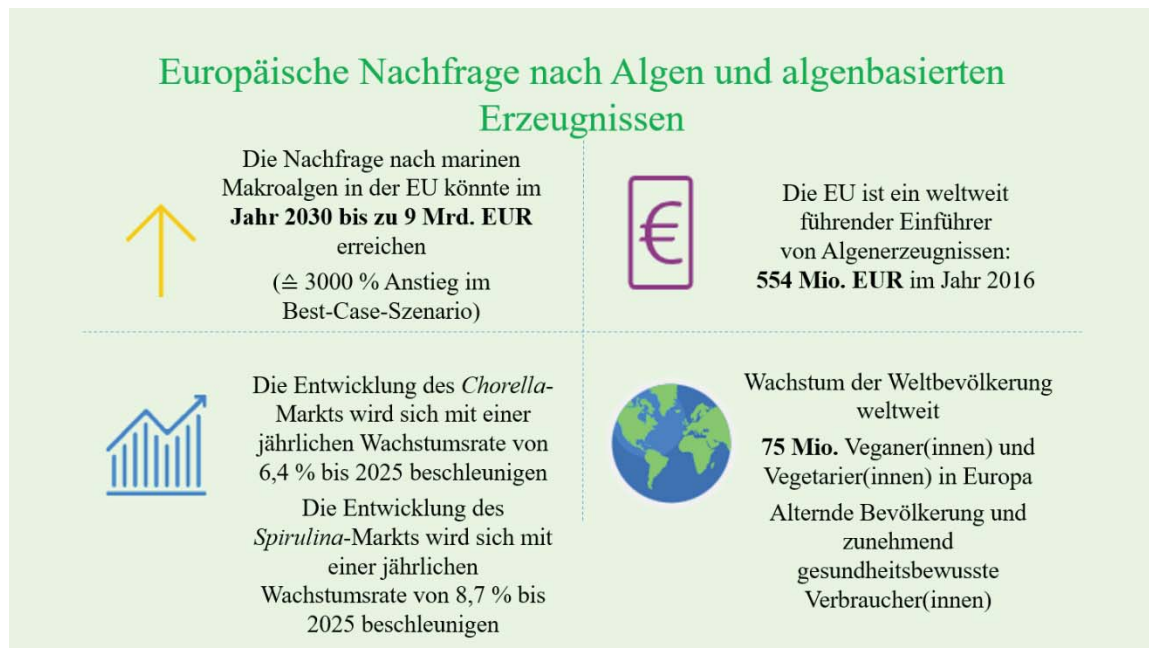 Europäische Nachfrage nach Algen und algenbasierten
Erzeugnissen
Die Nachfrage nach marinen
Makroalgen in der EU könnte im
Jahr 2030 bis zu 9 Mrd. EUR
erreichen
(≙ 3000 % Anstieg im
Best-Case-Szenario)
€
Die EU ist ein weltweit
führender Einführer
von Algenerzeugnissen:
554 Mio. EUR im Jahr 2016
Die Entwicklung des Chorella-
Markts wird sich mit einer
jährlichen Wachstumsrate von
6,4 % bis 2025 beschleunigen
Die Entwicklung des
Spirulina-Markts wird sich mit
einer jährlichen
Wachstumsrate von 8,7 % bis
2025 beschleunigen
Wachstum der Weltbevölkerung
weltweit
75 Mio. Veganer(innen) und
Vegetarier(innen) in Europa
Alternde Bevölkerung und
zunehmend
gesundheitsbewusste
Verbraucher(innen)